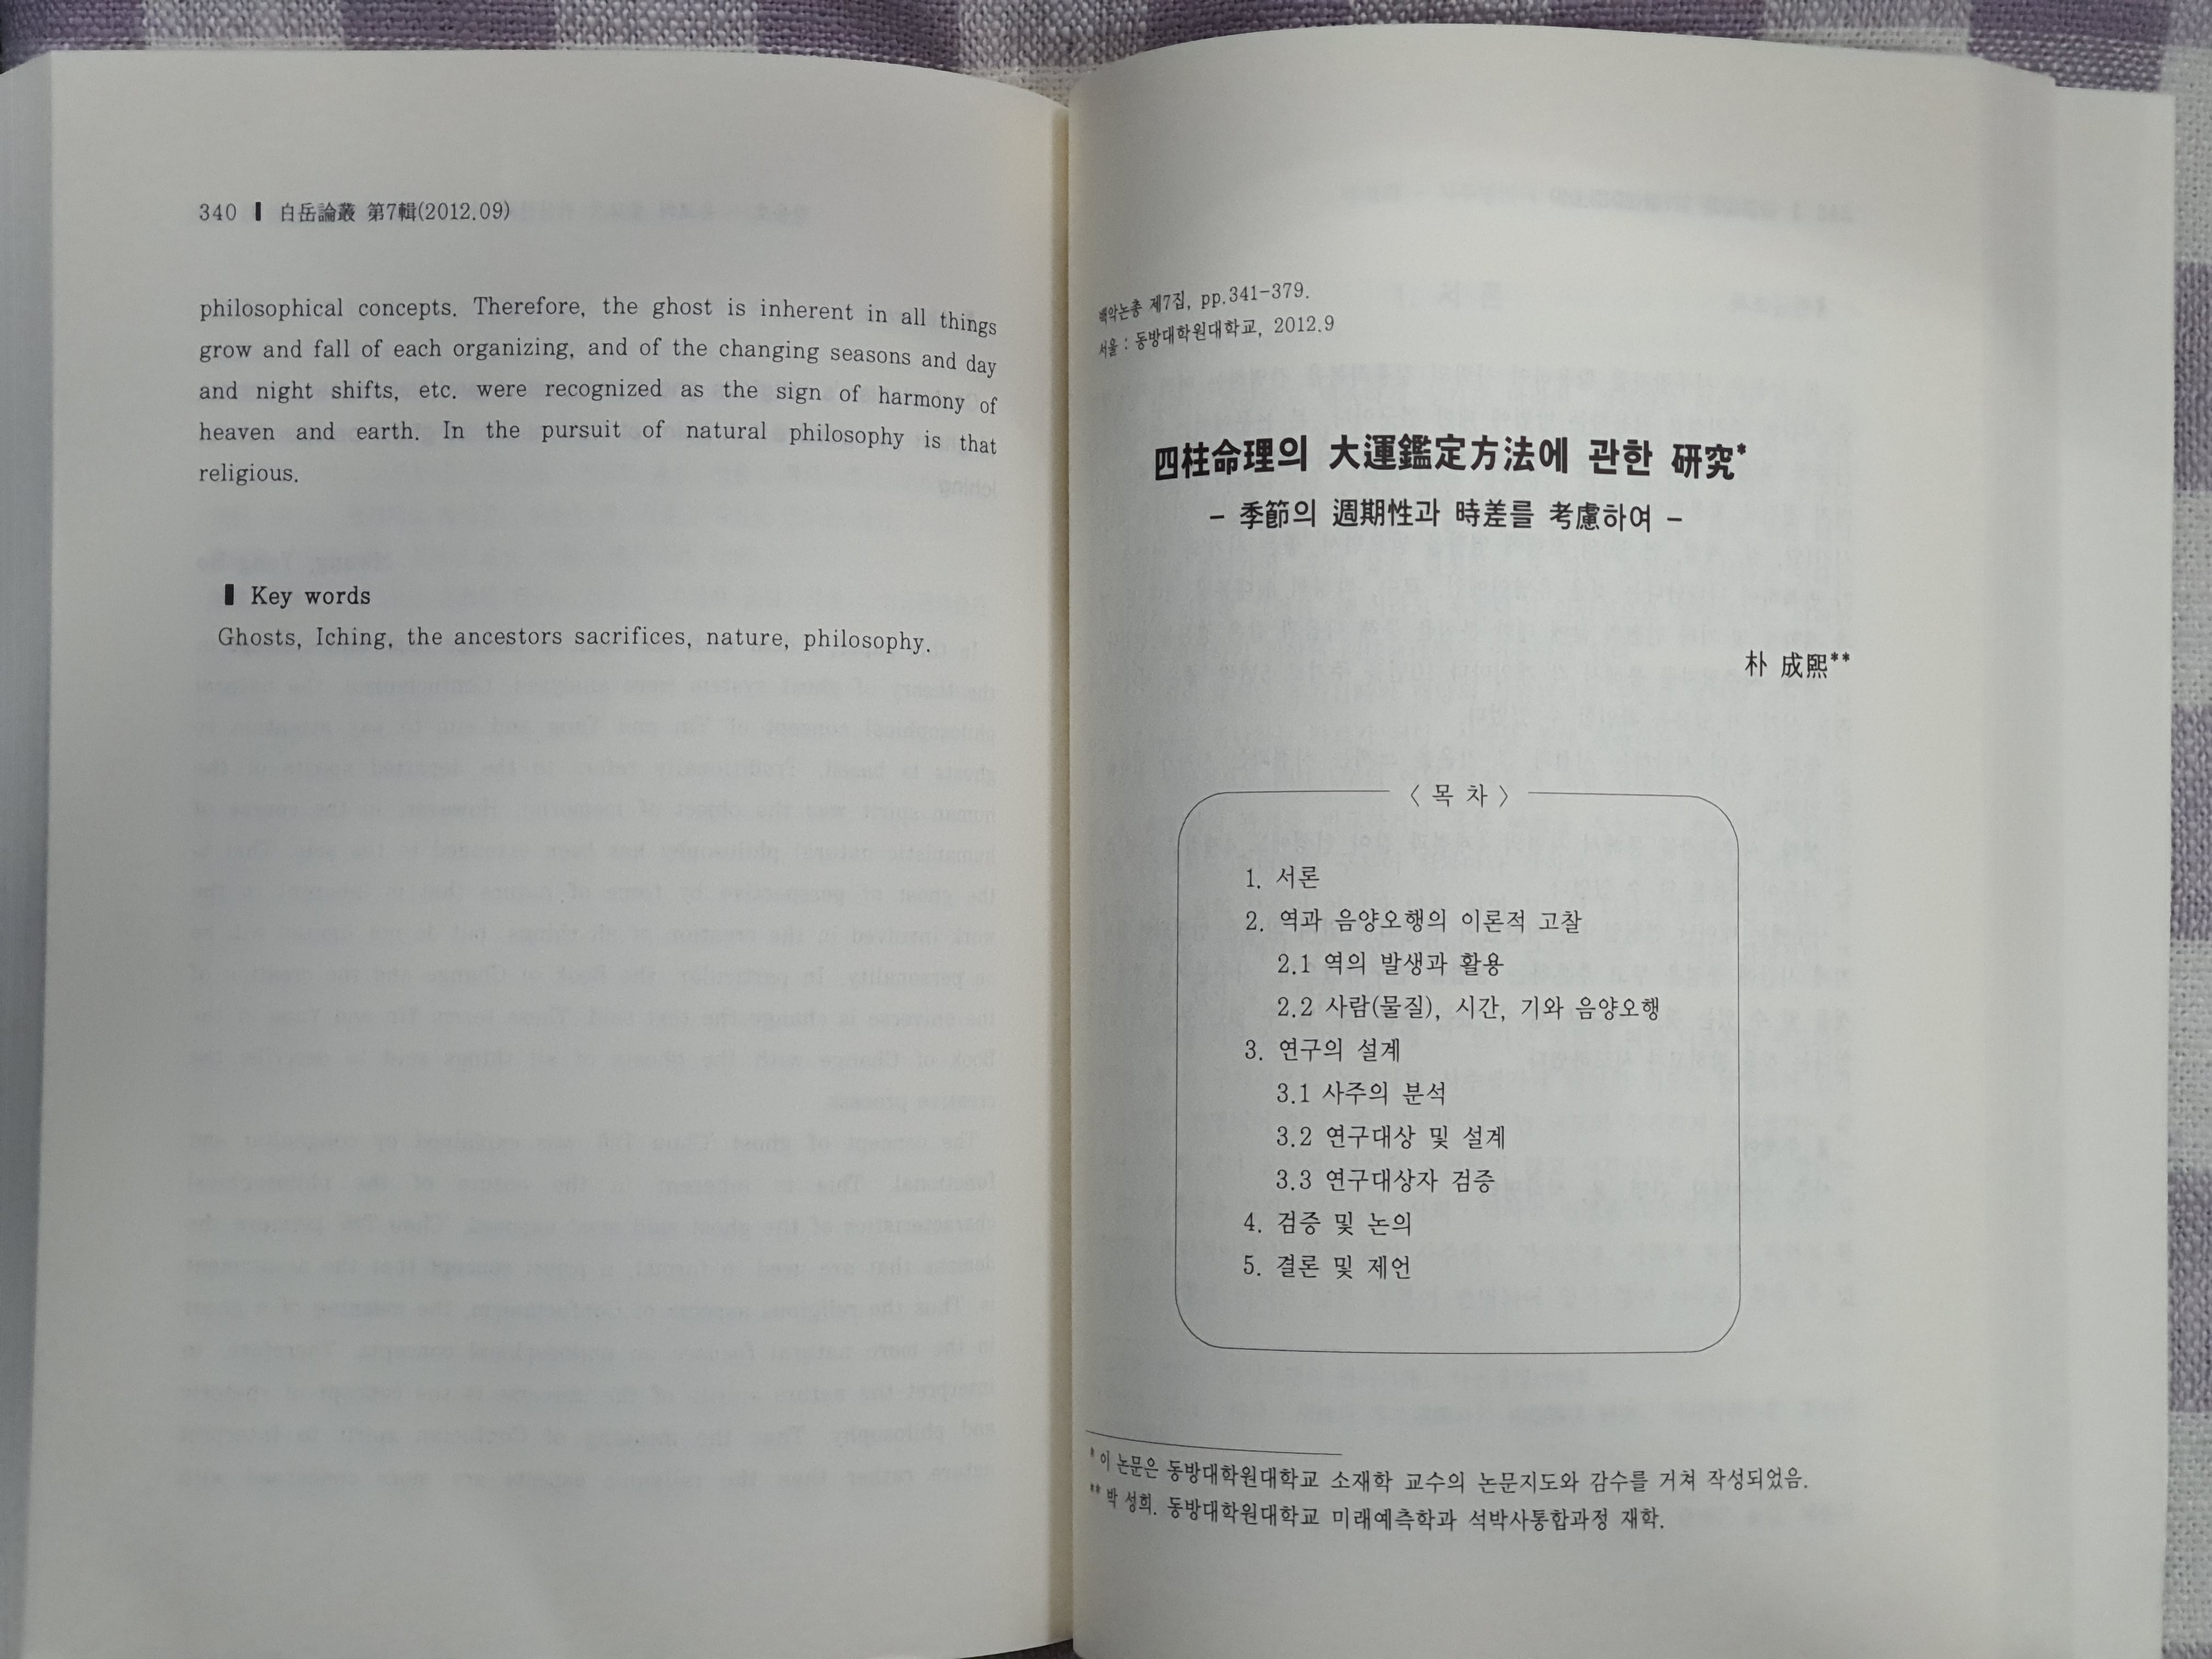 340 ▌ 白岳論叢 第7輯(2012.09)
philosophical concepts. Therefore, the ghost is inherent in all things
grow and fall of each organizing, and of the changing seasons and day
and night shifts, etc. were recognized as the sign of harmony of
heaven and earth. In the pursuit of natural philosophy is that
religious.
▌ Key words
Ghosts, Iching, the ancestors sacrifices, nature, philosophy.
백악논총 제7집, pp.341-379.
서울 : 동방대학원대학교, 2012.9
四柱命理의 大運鑑定方法에 관한 研究*
- 季節의 週期性과 時差를 考慮하여 -
朴 成熙**
〈 목 차 〉
1. 서론
2. 역과 음양오행의 이론적 고찰
2.1 역의 발생과 활용
2.2 사람(물질), 시간, 기와 음양오행
3. 연구의 설계
3.1 사주의 분석
3.2 연구대상 및 설계
3.3 연구대상자 검증
4. 검증 및 논의
5. 결론 및 제언
* 이 논문은 동방대학원대학교 소재학 교수의 논문지도와 감수를 거쳐 작성되었음.
** 박 성희. 동방대학원대학교 미래예측학과 석박사통합과정 재학.